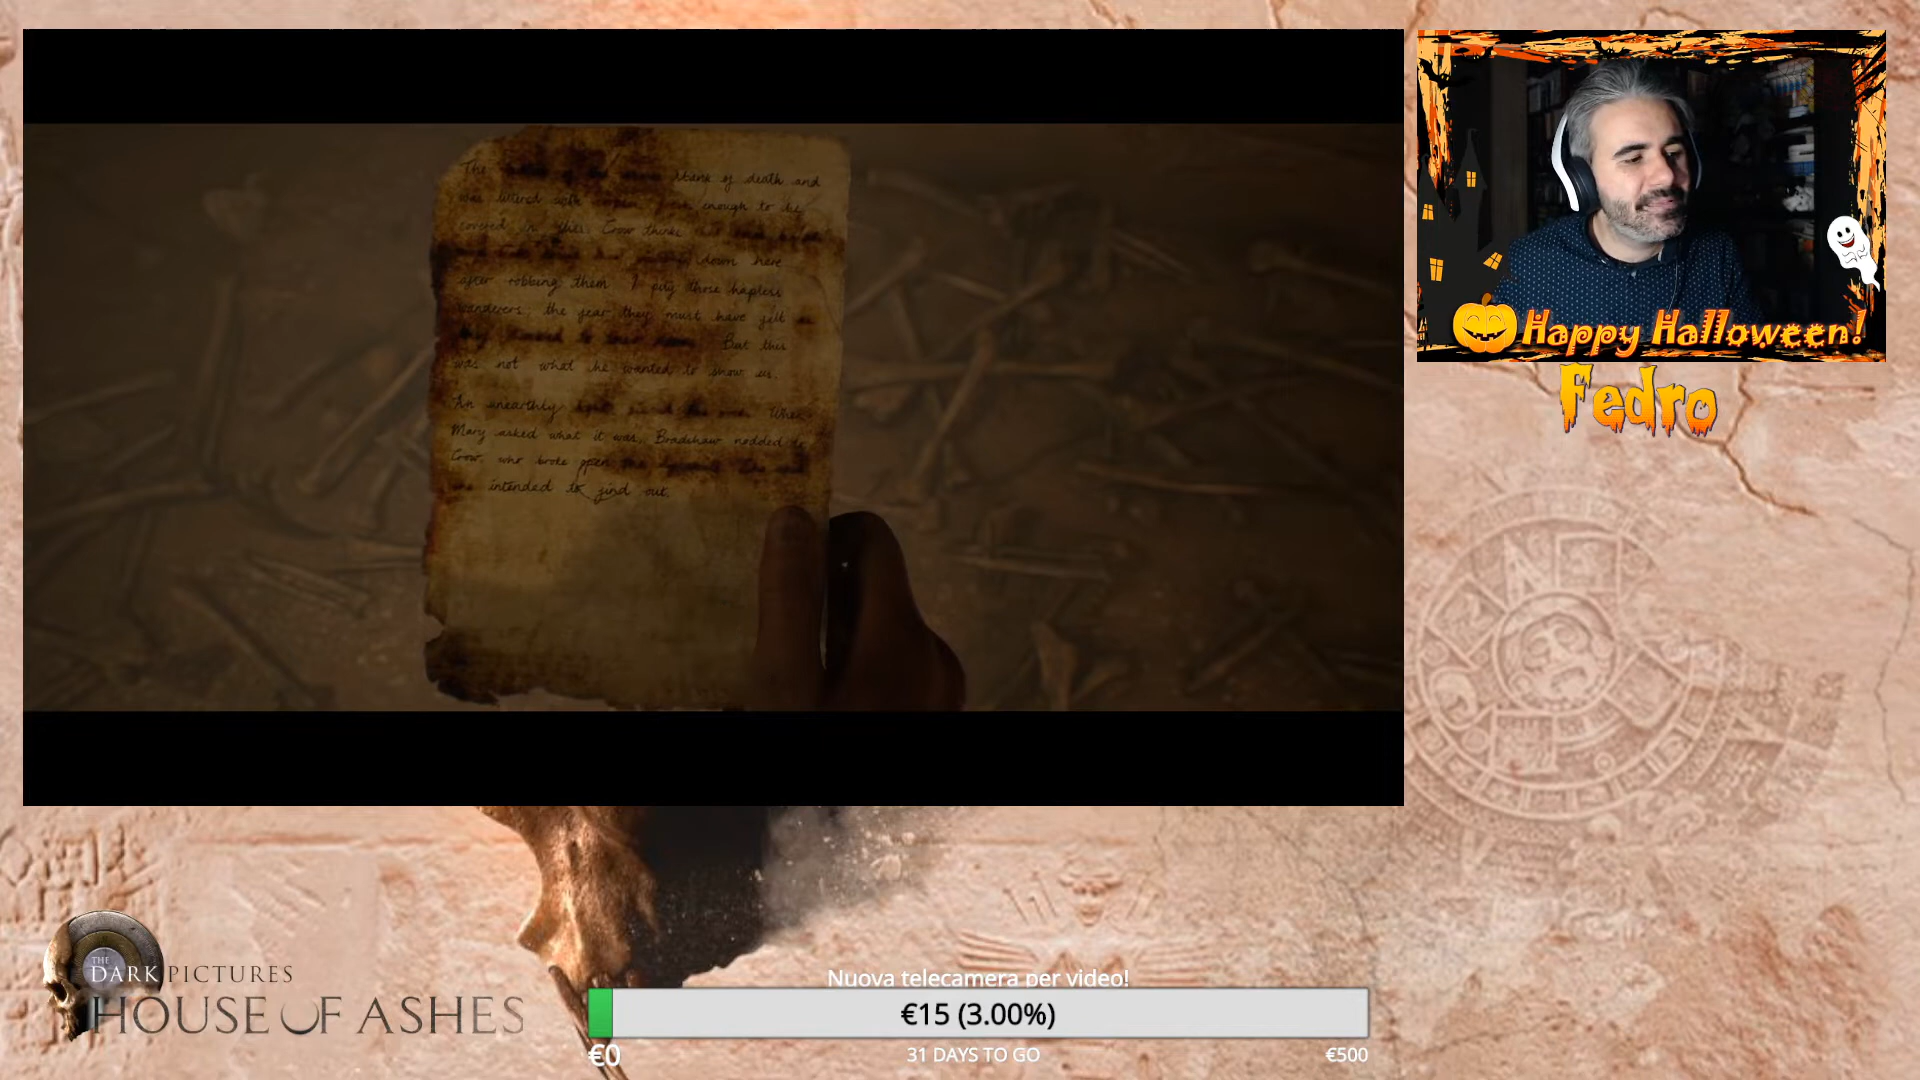 The stank of death and
was littered with enough to be
covered in this. Crow thinks
down here
after robbing them. I pity those hapless
wanderers, the fear they must have felt
But this
was not what he wanted to show us.
An unearthly When
Mary asked what it was, Bradshaw nodded to
Crow, who broke open the
intended to find out.
Happy Halloween!
Fedro
THE
DARK PICTURES
HOUSE OF ASHES
Nuova telecamera per video!
€15 (3.00%)
€0 31 DAYS TO GO €500